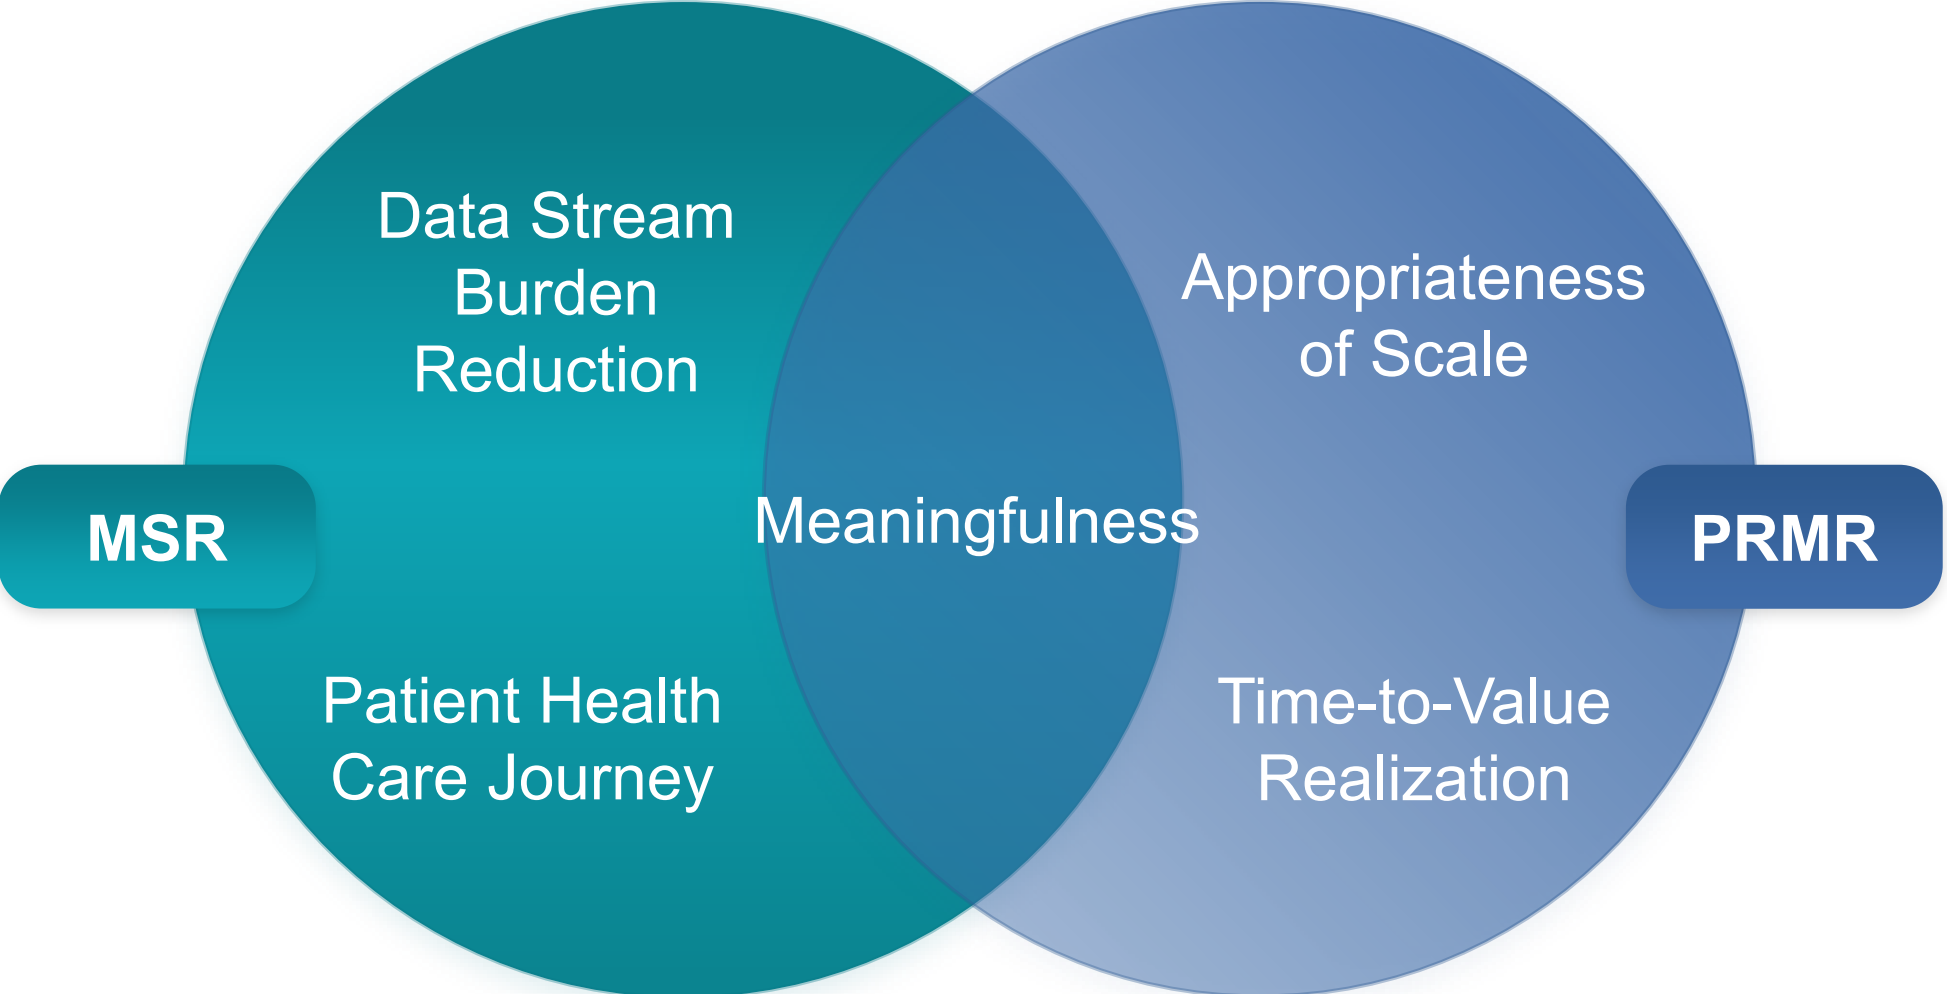 MSR
Data Stream
Burden
Reduction
Patient Health
Care Journey
Meaningfulness
Appropriateness
of Scale
Time-to-Value
Realization
PRMR